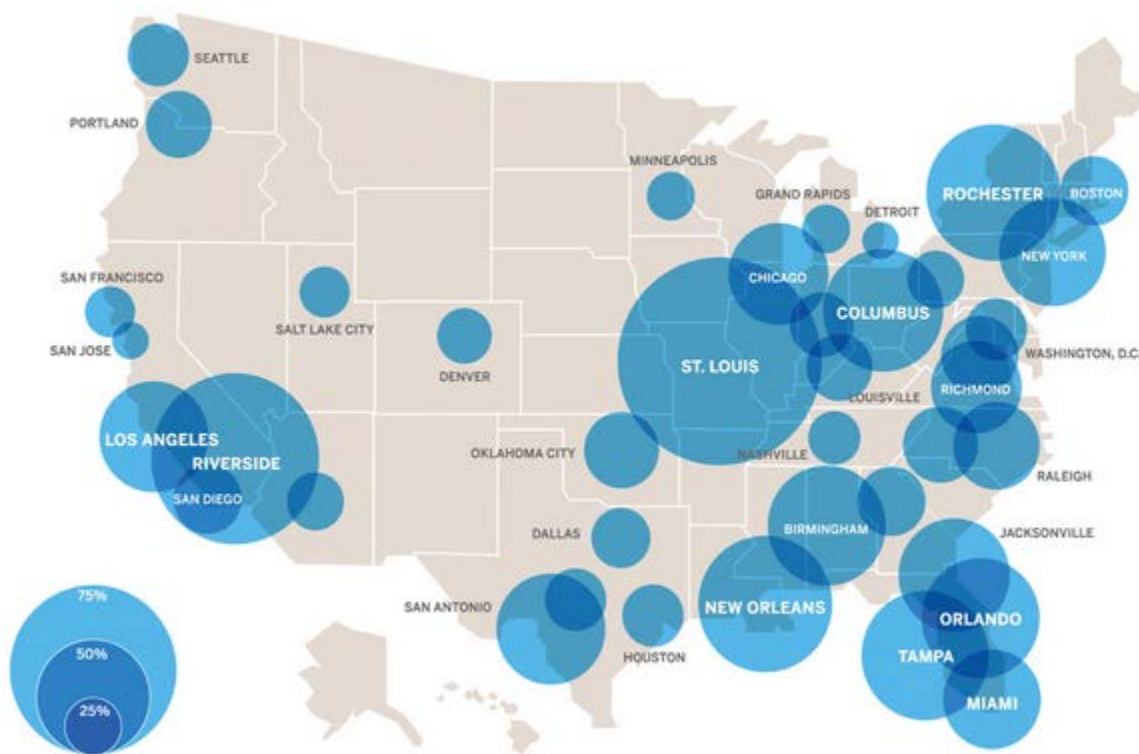 SEATTLE
PORTLAND
MINNEAPOLIS
GRAND RAPIDS
DETROIT
ROCHESTER
BOSTON
NEW YORK
SAN FRANCISCO
CHICAGO
SALT LAKE CITY
COLUMBUS
SAN JOSE
DENVER
ST. LOUIS
WASHINGTON, D.C.
RICHMOND
LOUISVILLE
LOS ANGELES
RIVERSIDE
OKLAHOMA CITY
NASHVILLE
RALEIGH
SAN DIEGO
DALLAS
BIRMINGHAM
JACKSONVILLE
75%
SAN ANTONIO
NEW ORLEANS
ORLANDO
50%
HOUSTON
TAMPA
MIAMI
25%